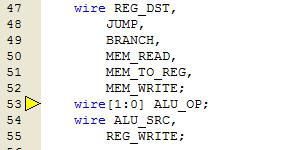 47 wire REG_DST,
48 JUMP,
49 BRANCH,
50 MEM_READ,
51 MEM_TO_REG,
52 MEM_WRITE;
53 wire[1:0] ALU_OP;
54 wire ALU_SRC,
55 REG_WRITE;